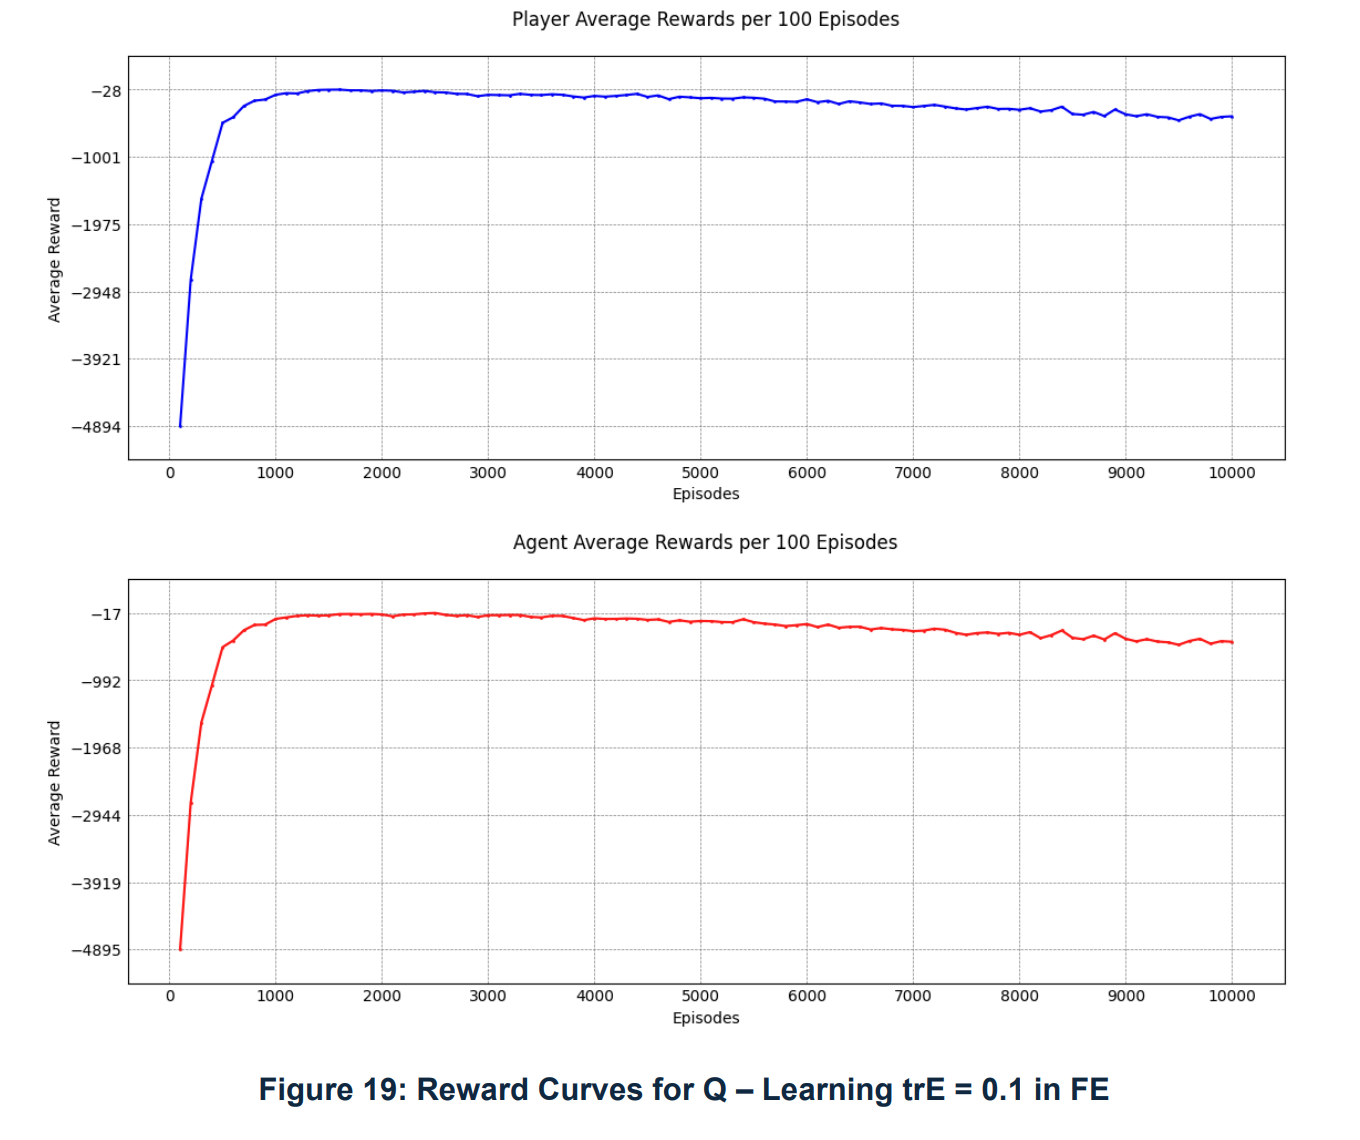 Player Average Rewards per 100 Episodes
−28
−1001
−1975
−2948
−3921
−4894
Average Reward
0 1000 2000 3000 4000 5000 6000 7000 8000 9000 10000
Episodes
Agent Average Rewards per 100 Episodes
−17
−992
−1968
−2944
−3919
−4895
Average Reward
0 1000 2000 3000 4000 5000 6000 7000 8000 9000 10000
Episodes
Figure 19: Reward Curves for Q – Learning trE = 0.1 in FE